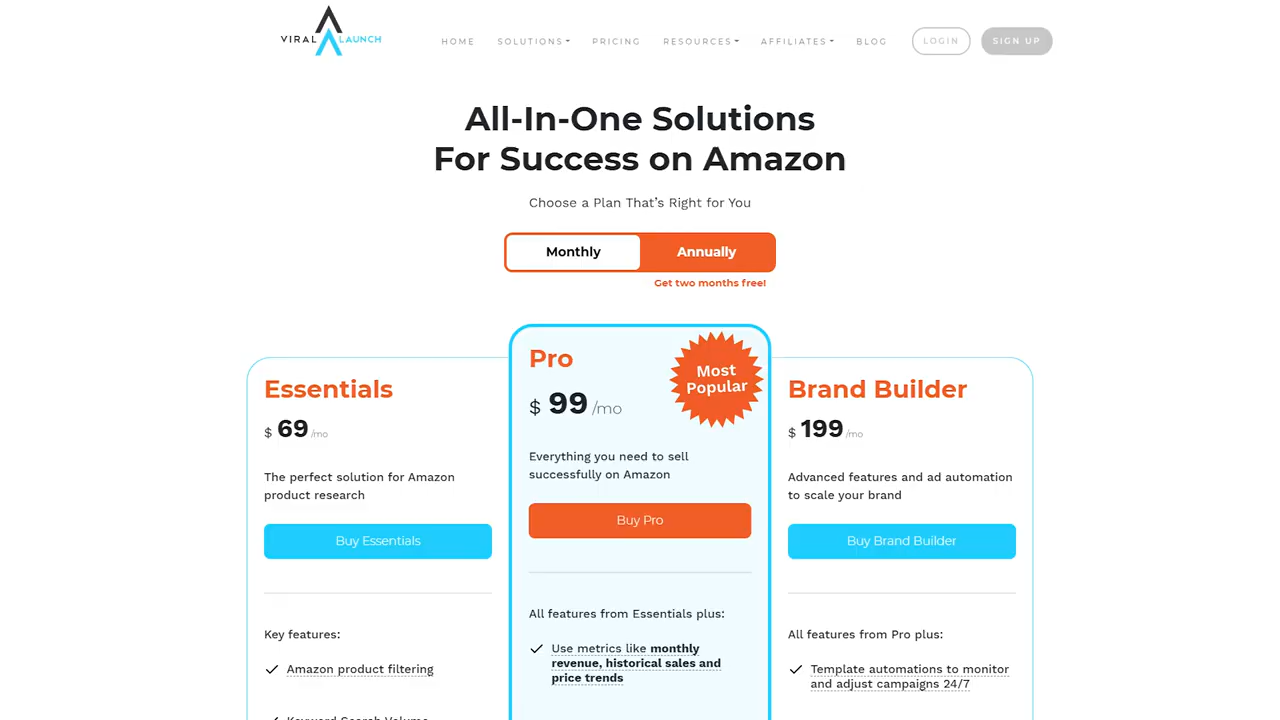 VIRAL LAUNCH
HOME
SOLUTIONS
PRICING
RESOURCES
AFFILIATES
BLOG
LOGIN
SIGN UP
All-In-One Solutions
For Success on Amazon
Choose a Plan That's Right for You
Monthly
Annually
Get two months free!
Essentials
$ 69 /mo
The perfect solution for Amazon
product research
Buy Essentials
Key features:
Amazon product filtering
Keyword Search Volume
Pro
Most
Popular
$ 99 /mo
Everything you need to sell
successfully on Amazon
Buy Pro
All features from Essentials plus:
Use metrics like monthly
revenue, historical sales and
price trends
Brand Builder
$ 199 /mo
Advanced features and ad automation
to scale your brand
Buy Brand Builder
All features from Pro plus:
Template automations to monitor
and adjust campaigns 24/7